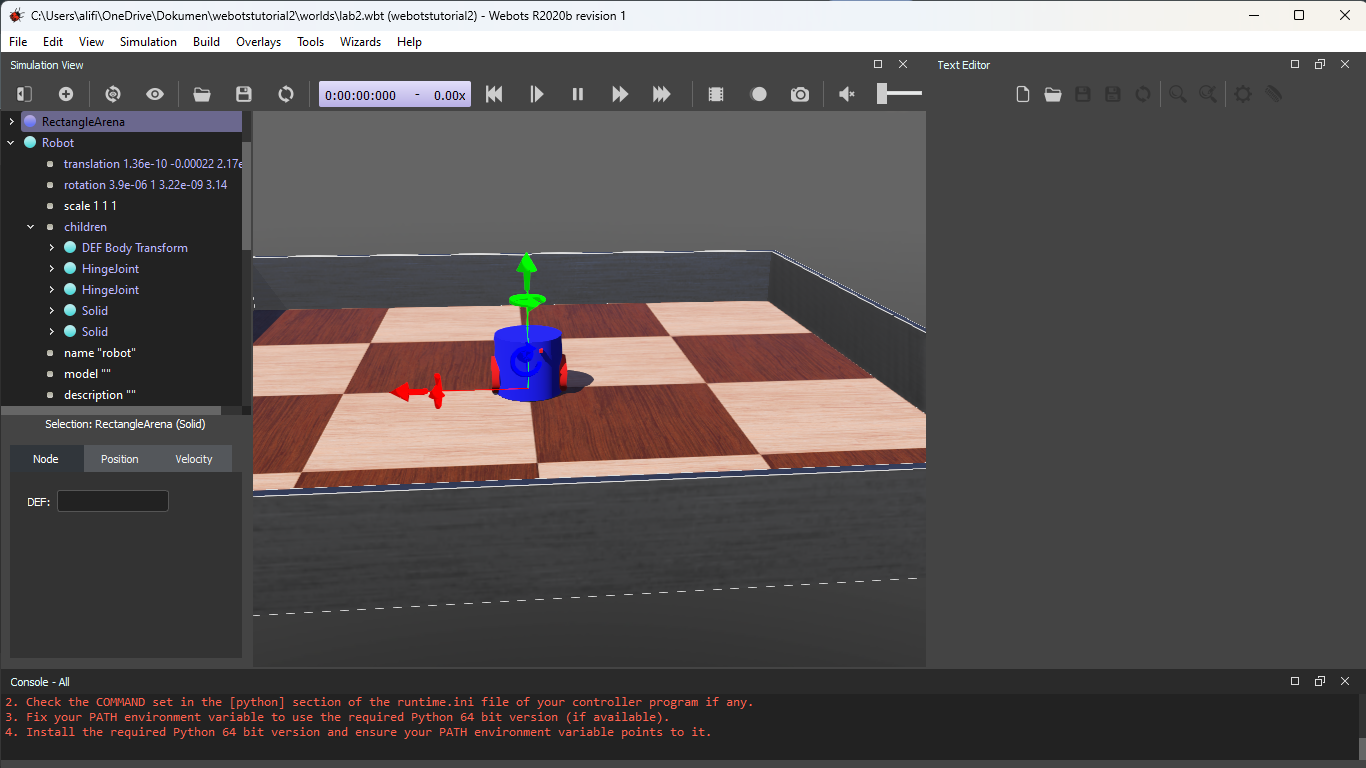 C:\Users\alifi\OneDrive\Dokumen\webotstutorial2\worlds\lab2.wbt (webotstutorial2) - Webots R2020b revision 1
File Edit View Simulation Build Overlays Tools Wizards Help
Simulation View
Text Editor
0:00:00:000 - 0.00x
RectangleArena
Robot
translation 1.36e-10 -0.00022 2.17e
rotation 3.9e-06 1 3.22e-09 3.14
scale 1 1 1
children
DEF Body Transform
HingeJoint
HingeJoint
Solid
Solid
name "robot"
model ""
description ""
Selection: RectangleArena (Solid)
Node Position Velocity
DEF:
Console - All
2. Check the COMMAND set in the [python] section of the runtime.ini file of your controller program if any.
3. Fix your PATH environment variable to use the required Python 64 bit version (if available).
4. Install the required Python 64 bit version and ensure your PATH environment variable points to it.